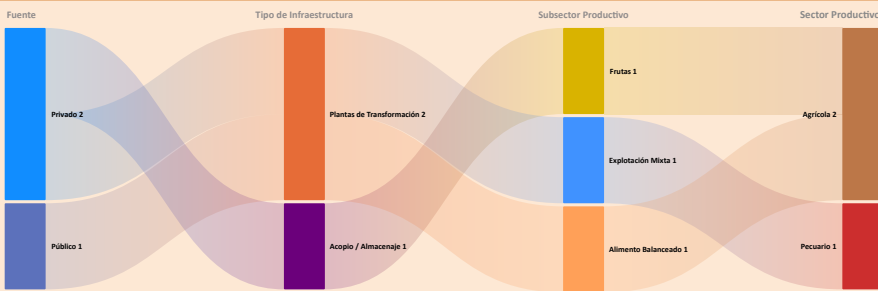 Fuente
Tipo de Infraestructura
Subsector Productivo
Sector Productivo
Privado 2
Público 1
Plantas de Transformación 2
Acopio / Almacenaje 1
Frutas 1
Explotación Mixta 1
Alimento Balanceado 1
Agrícola 2
Pecuario 1